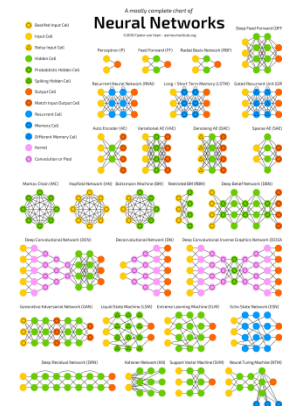 A mostly complete chart of
Neural Networks
Backfed Input Cell
Input Cell
Noisy Input Cell
Hidden Cell
Probabilistic Hidden Cell
Spiking Hidden Cell
Output Cell
Match Input Output Cell
Recurrent Cell
Memory Cell
Different Memory Cell
Kernel
Convolution or Pool
Perceptron (P)
Feed Forward (FF)
Radial Basis Network (RBF)
Deep Feed Forward (DFF
Recurrent Neural Network (RNN)
Long / Short Term Memory (LSTM)
Gated Recurrent Unit (GR
Auto Encoder (AE)
Variational AE (VAE)
Denoising AE (DAE)
Sparse AE (SAE)
Markov Chain (MC)
Hopfield Network (HN)
Boltzmann Machine (BM)
Restricted BM (RBM)
Deep Belief Network (DBN)
Deep Convolutional Network (DCN)
Deconvolutional Network (DN)
Deep Convolutional Inverse Graphics Network (DCIGN
Generative Adversarial Network (GAN)
Liquid State Machine (LSM)
Extreme Learning Machine (ELM)
Echo State Network (ESN)
Deep Residual Network (DRN)
Kohonen Network (KN)
Support Vector Machine (SVM)
Neural Turing Machine (NTM)